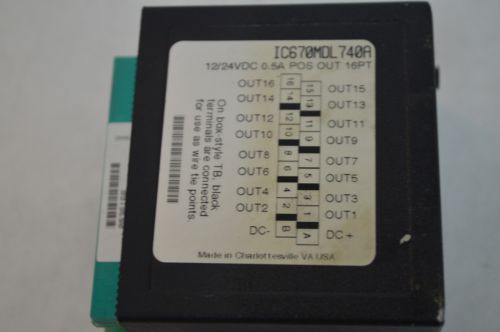 IC670MDL740A
12/24VDC 0.5A POS OUT 16PT
OUT16 16 15 OUT15
OUT14 14 13 OUT13
OUT12 12 11 OUT11
OUT10 10 9 OUT9
OUT8 8 7 OUT7
OUT6 6 5 OUT5
OUT4 4 3 OUT3
OUT2 2 1 OUT1
DC- B A DC+
On box-style TB, black
terminals are connected
for use as wire tie points.
Made in Charlottesville VA USA